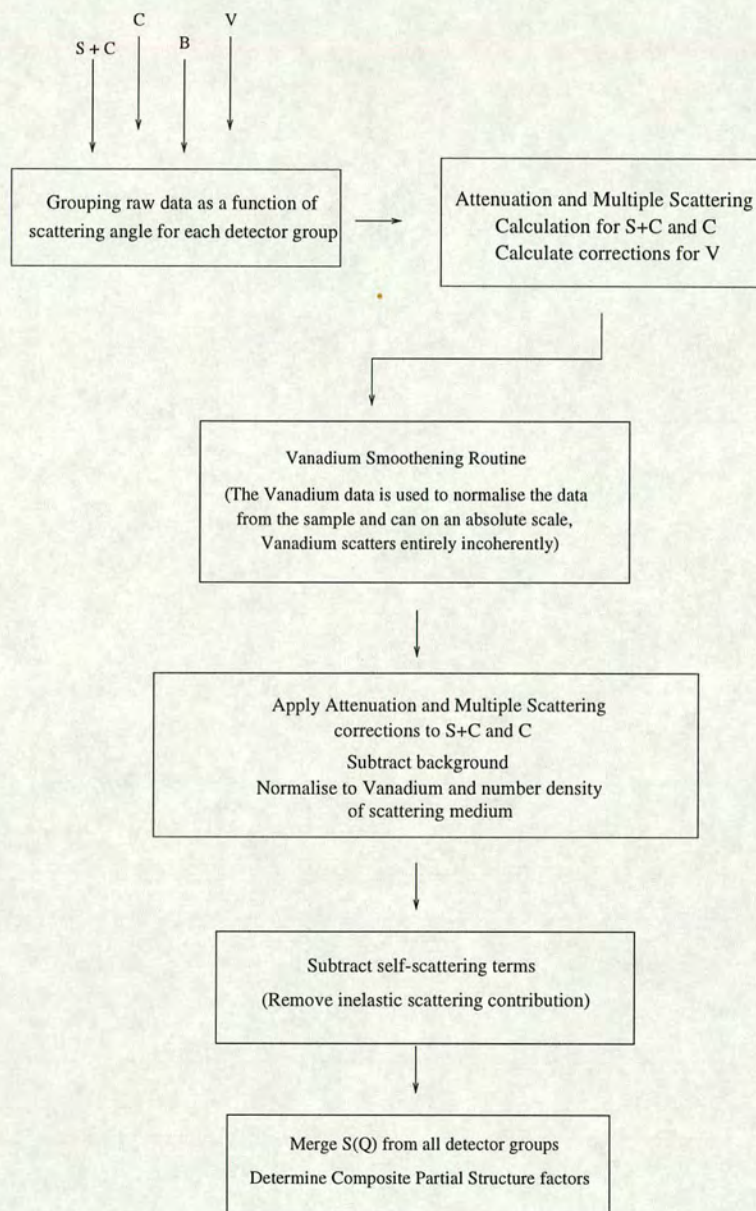 S + C
C
B
V
Grouping raw data as a function of
scattering angle for each detector group
Attenuation and Multiple Scattering
Calculation for S+C and C
Calculate corrections for V
Vanadium Smoothening Routine
(The Vanadium data is used to normalise the data
from the sample and can on an absolute scale,
Vanadium scatters entirely incoherently)
Apply Attenuation and Multiple Scattering
corrections to S+C and C
Subtract background
Normalise to Vanadium and number density
of scattering medium
Subtract self-scattering terms
(Remove inelastic scattering contribution)
Merge S(Q) from all detector groups
Determine Composite Partial Structure factors